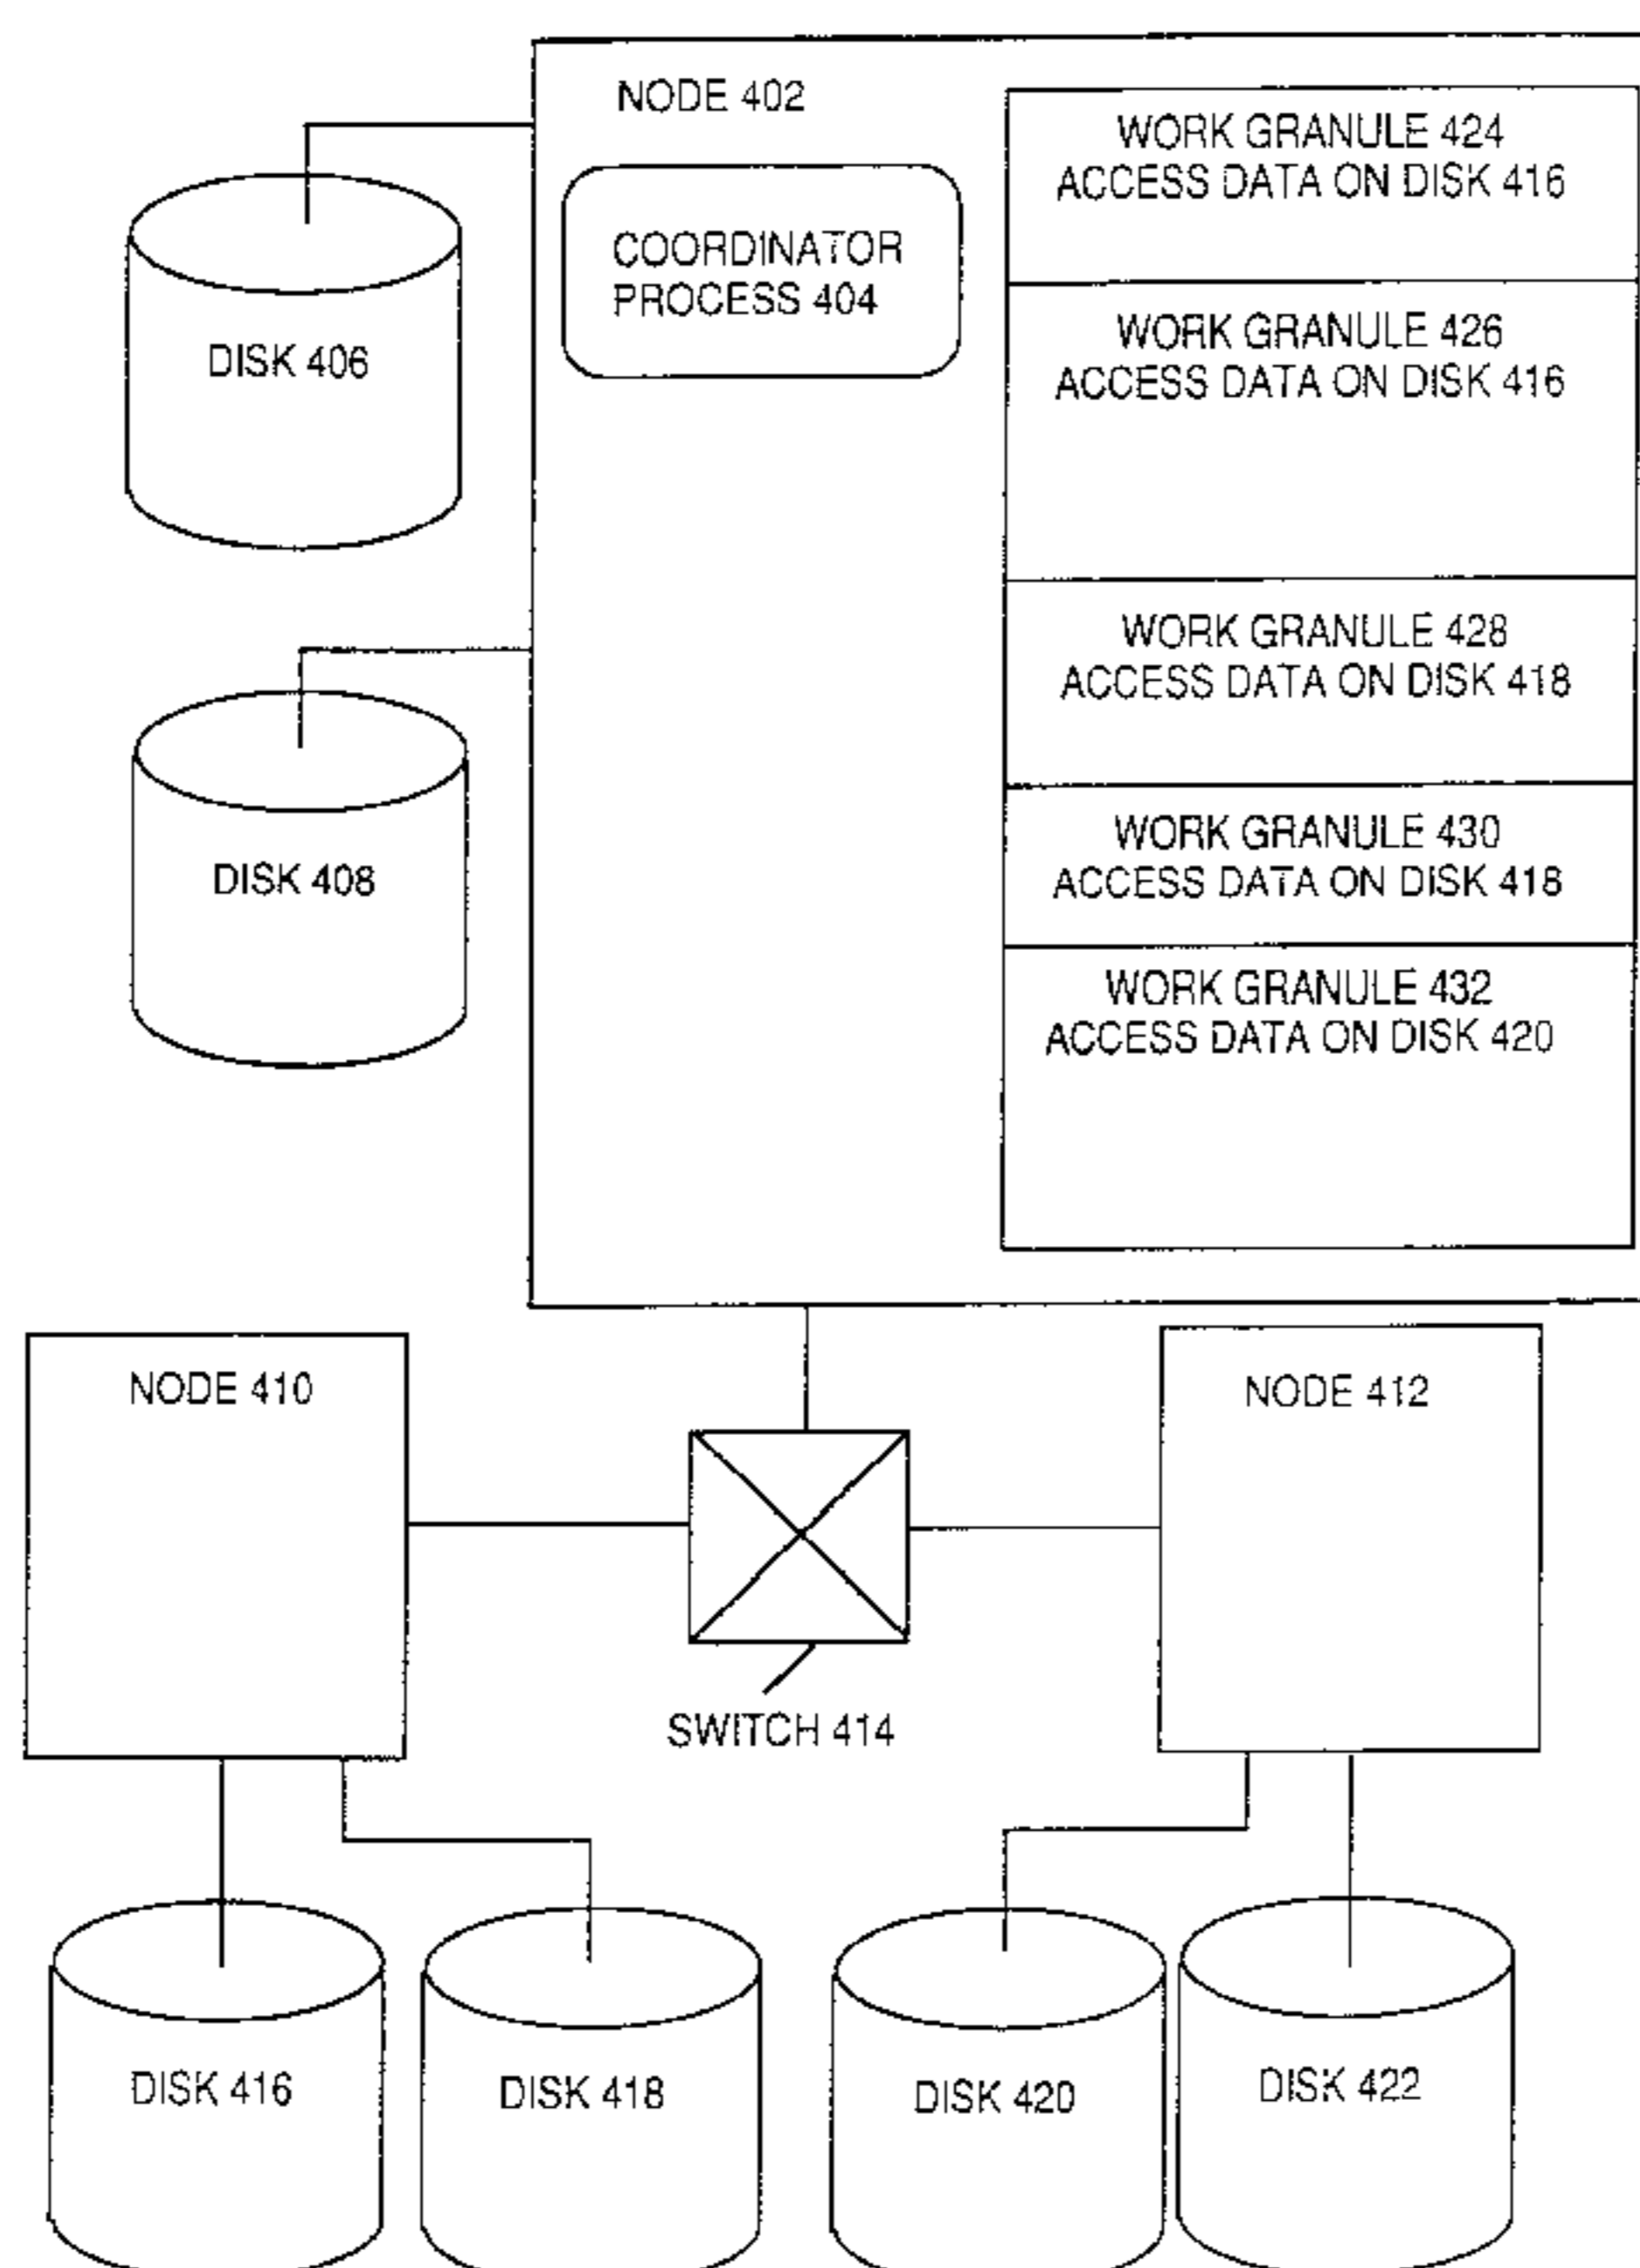 NODE 402
COORDINATOR
PROCESS 404
WORK GRANULE 424
ACCESS DATA ON DISK 416
WORK GRANULE 426
ACCESS DATA ON DISK 416
WORK GRANULE 428
ACCESS DATA ON DISK 418
WORK GRANULE 430
ACCESS DATA ON DISK 418
WORK GRANULE 432
ACCESS DATA ON DISK 420
DISK 406
DISK 408
NODE 410
NODE 412
SWITCH 414
DISK 416
DISK 418
DISK 420
DISK 422